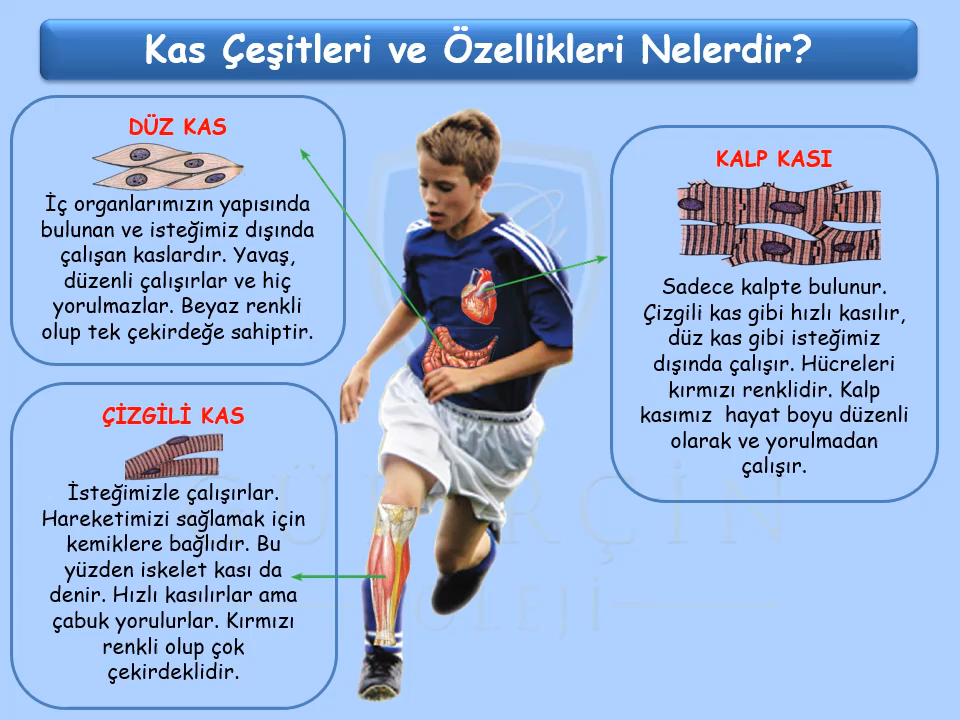 Kas Çeşitleri ve Özellikleri Nelerdir?
DÜZ KAS
İç organlarımızın yapısında
bulunan ve isteğimiz dışında
çalışan kaslardır. Yavaş,
düzenli çalışırlar ve hiç
yorulmazlar. Beyaz renkli
olup tek çekirdeğe sahiptir.
ÇİZGİLİ KAS
İsteğimizle çalışırlar.
Hareketimizi sağlamak için
kemiklere bağlıdır. Bu
yüzden iskelet kası da
denir. Hızlı kasılırlar ama
çabuk yorulurlar. Kırmızı
renkli olup çok
çekirdeklidir.
KALP KASI
Sadece kalpte bulunur.
Çizgili kas gibi hızlı kasılır,
düz kas gibi isteğimiz
dışında çalışır. Hücreleri
kırmızı renklidir. Kalp
kasımız  hayat boyu düzenli
olarak ve yorulmadan
çalışır.